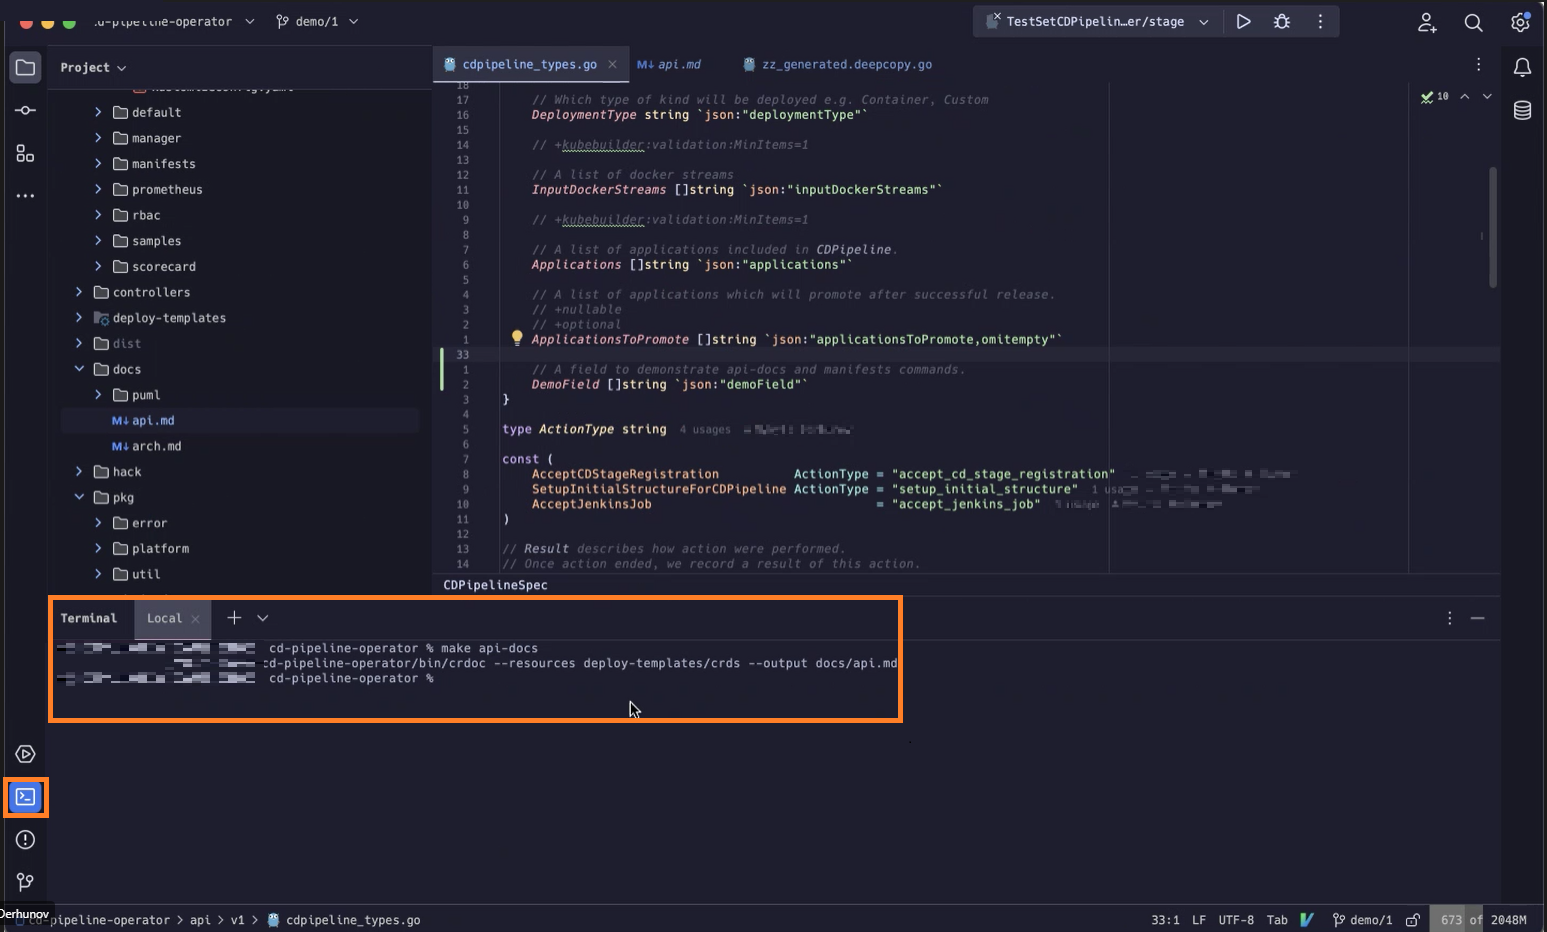 .d-pipeline-operator
demo/1
TestSetCDPipelin...er/stage
Project
default
manager
manifests
prometheus
rbac
samples
scorecard
controllers
deploy-templates
dist
docs
puml
M↓ api.md
M↓ arch.md
hack
pkg
error
platform
util
cdpipeline_types.go
M↓ api.md
zz_generated.deepcopy.go
10
18
17 // Which type of kind will be deployed e.g. Container, Custom
16 DeploymentType string `json:"deploymentType"`
15
14 // +kubebuilder:validation:MinItems=1
13
12 // A list of docker streams
11 InputDockerStreams []string `json:"inputDockerStreams"`
10
9 // +kubebuilder:validation:MinItems=1
8
7 // A list of applications included in CDPipeline.
6 Applications []string `json:"applications"`
5
4 // A list of applications which will promote after successful release.
3 // +nullable
2 // +optional
1 ApplicationsToPromote []string `json:"applicationsToPromote,omitempty"`
33
1 // A field to demonstrate api-docs and manifests commands.
2 DemoField []string `json:"demoField"`
3 }
4
5 type ActionType string 4 usages
6
7 const (
8 AcceptCDStageRegistration ActionType = "accept_cd_stage_registration"
9 SetupInitialStructureForCDPipeline ActionType = "setup_initial_structure" 1 usa
10 AcceptJenkinsJob = "accept_jenkins_job"
11 )
12
13 // Result describes how action were performed.
14 // Once action ended, we record a result of this action.
CDPipelineSpec
Terminal Local
cd-pipeline-operator % make api-docs
cd-pipeline-operator/bin/crdoc --resources deploy-templates/crds --output docs/api.md
cd-pipeline-operator %
Derhunov
cd-pipeline-operator > api > v1 > cdpipeline_types.go
33:1 LF UTF-8 Tab demo/1 673 of 2048M